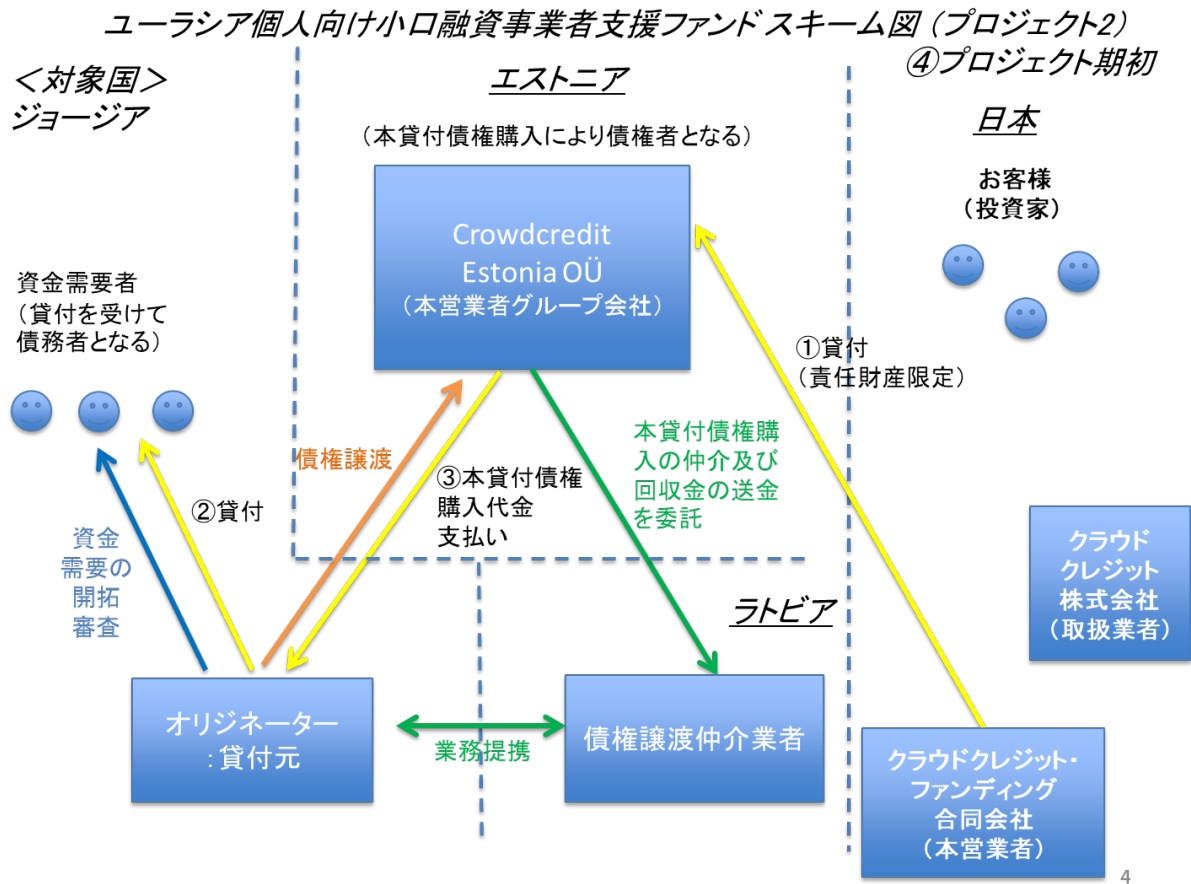 ユーラシア個人向け小口融資事業者支援ファンド スキーム図 (プロジェクト2)
④プロジェクト期初
＜対象国＞
ジョージア
エストニア
日本
（本貸付債権購入により債権者となる）
お客様
（投資家）
Crowdcredit
Estonia OÜ
（本営業者グループ会社）
資金需要者
（貸付を受けて
債務者となる）
①貸付
（責任財産限定）
債権譲渡
③本貸付債権
購入代金
支払い
本貸付債権購
入の仲介及び
回収金の送金
を委託
②貸付
資金
需要の
開拓
審査
クラウド
クレジット
株式会社
（取扱業者）
ラトビア
オリジネーター
：貸付元
業務提携
債権譲渡仲介業者
クラウドクレジット・
ファンディング
合同会社
（本営業者）
4